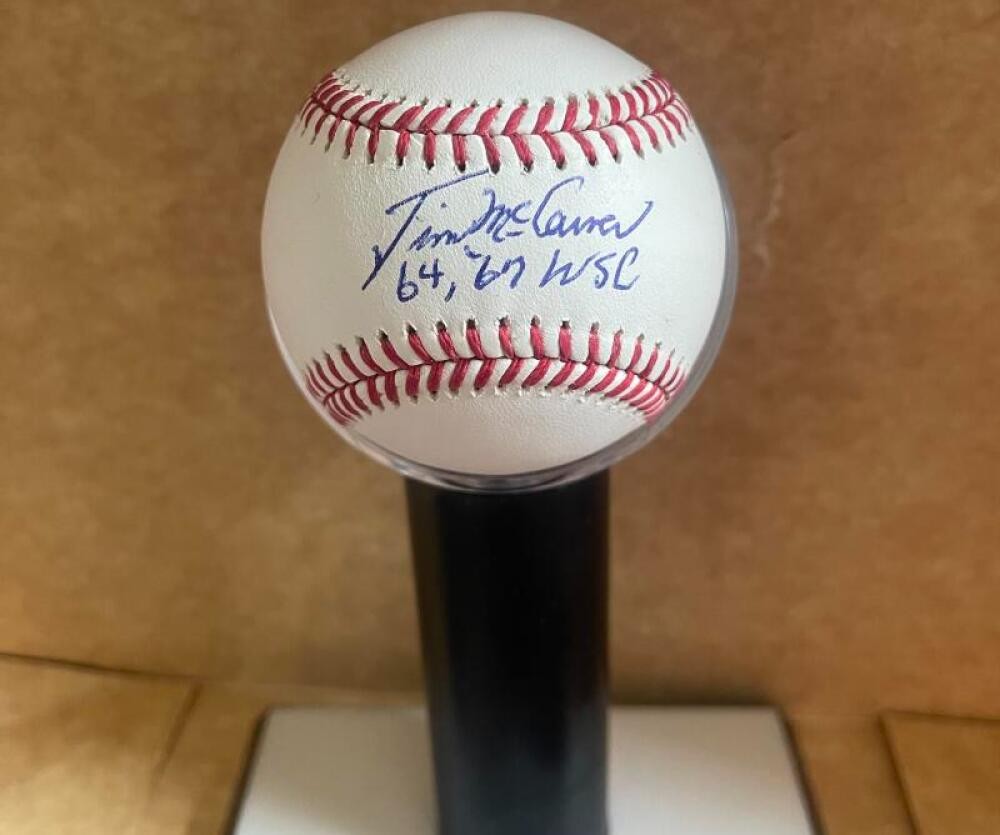 Tim McCarver
'64, '67 WSC